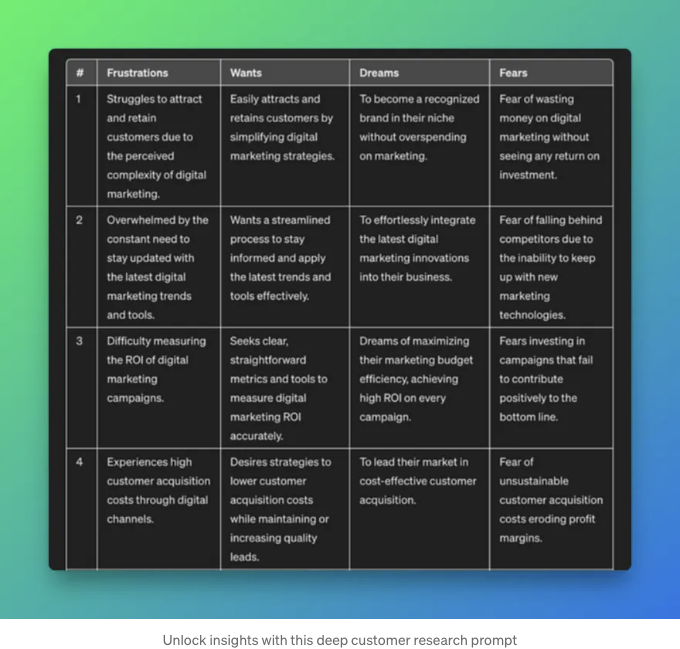 # Frustrations Wants Dreams Fears
1
Struggles to attract
and retain
customers due to
the perceived
complexity of digital
marketing.
Easily attracts and
retains customers by
simplifying digital
marketing strategies.
To become a recognized
brand in their niche
without overspending
on marketing.
Fear of wasting
money on digital
marketing without
seeing any return on
investment.
2
Overwhelmed by the
constant need to
stay updated with
the latest digital
marketing trends
and tools.
Wants a streamlined
process to stay
informed and apply
the latest trends and
tools effectively.
To effortlessly integrate
the latest digital
marketing innovations
into their business.
Fear of falling behind
competitors due to
the inability to keep
up with new
marketing
technologies.
3
Difficulty measuring
the ROI of digital
marketing
campaigns.
Seeks clear,
straightforward
metrics and tools to
measure digital
marketing ROI
accurately.
Dreams of maximizing
their marketing budget
efficiency, achieving
high ROI on every
campaign.
Fears investing in
campaigns that fail
to contribute
positively to the
bottom line.
4
Experiences high
customer acquisition
costs through digital
channels.
Desires strategies to
lower customer
acquisition costs
while maintaining or
increasing quality
leads.
To lead their market in
cost-effective customer
acquisition.
Fear of
unsustainable
customer acquisition
costs eroding profit
margins.
Unlock insights with this deep customer research prompt